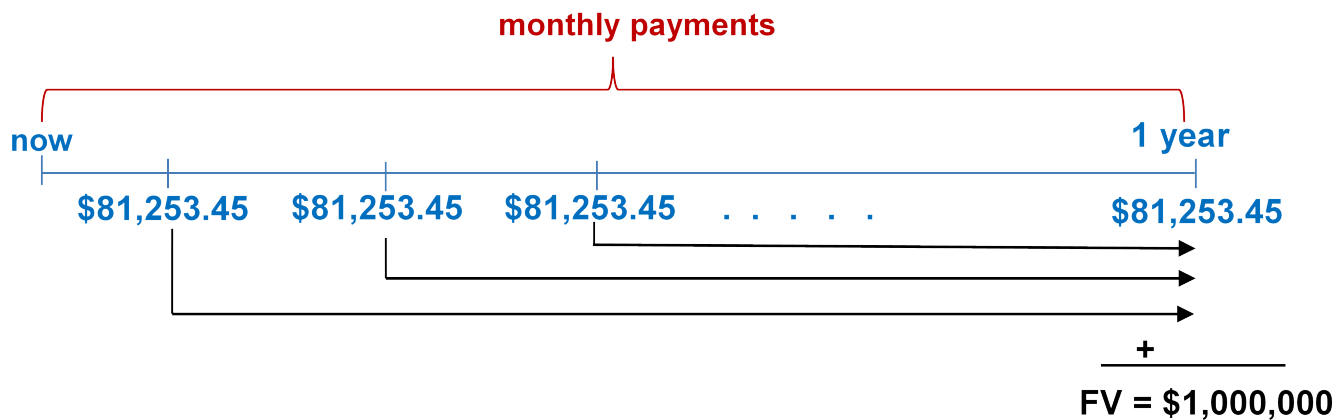 monthly payments
now
1 year
$81,253.45 $81,253.45 $81,253.45 . . . . . $81,253.45
+
FV = $1,000,000